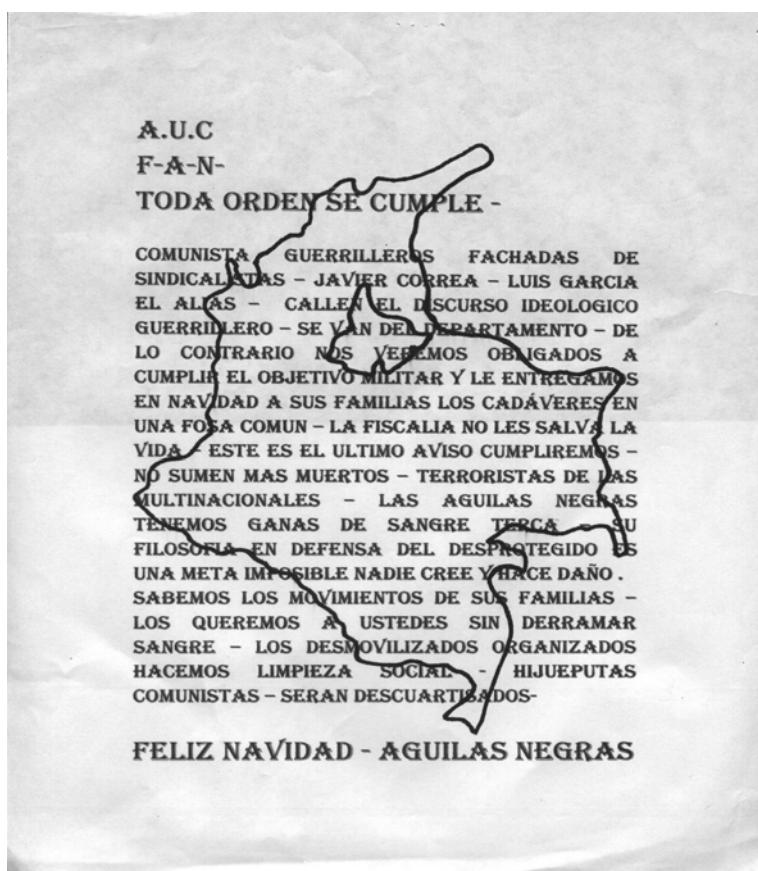 A.U.C
F-A-N-
TODA ORDEN SE CUMPLE -
COMUNISTA GUERRILLEROS FACHADAS DE
SINDICALISTAS – JAVIER CORREA – LUIS GARCIA
EL ALIAS – CALLEN EL DISCURSO IDEOLOGICO
GUERRILLERO – SE VAN DEL DEPARTAMENTO – DE
LO CONTRARIO NOS VEREMOS OBLIGADOS A
CUMPLIR EL OBJETIVO MILITAR Y LE ENTREGAMOS
EN NAVIDAD A SUS FAMILIAS LOS CADÁVERES EN
UNA FOSA COMUN – LA FISCALIA NO LES SALVA LA
VIDA – ESTE ES EL ULTIMO AVISO CUMPLIREMOS –
NO SUMEN MAS MUERTOS – TERRORISTAS DE LAS
MULTINACIONALES – LAS AGUILAS NEGRAS
TENEMOS GANAS DE SANGRE TERCA – SU
FILOSOFIA EN DEFENSA DEL DESPROTEGIDO ES
UNA META IMPOSIBLE NADIE CREE Y HACE DAÑO .
SABEMOS LOS MOVIMIENTOS DE SUS FAMILIAS –
LOS QUEREMOS A USTEDES SIN DERRAMAR
SANGRE – LOS DESMOVILIZADOS ORGANIZADOS
HACEMOS LIMPIEZA SOCIAL - HIJUEPUTAS
COMUNISTAS – SERAN DESCUARTISADOS-
FELIZ NAVIDAD - AGUILAS NEGRAS